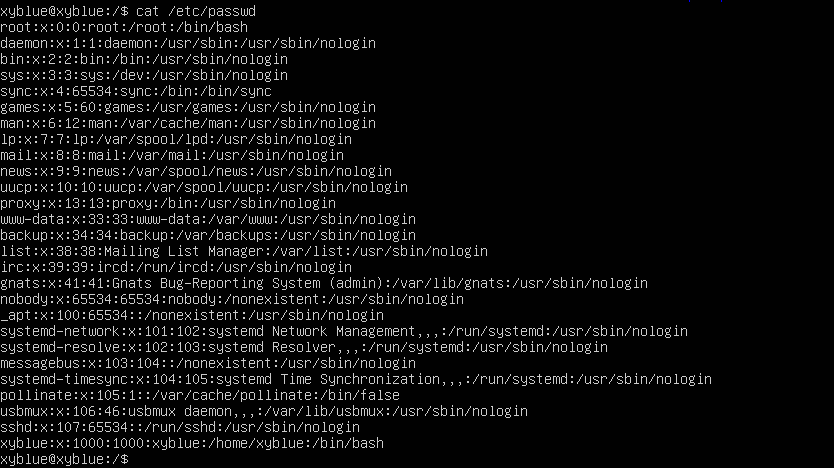 xyblue@xyblue:/$ cat /etc/passwd
root:x:0:0:root:/root:/bin/bash
daemon:x:1:1:daemon:/usr/sbin:/usr/sbin/nologin
bin:x:2:2:bin:/bin:/usr/sbin/nologin
sys:x:3:3:sys:/dev:/usr/sbin/nologin
sync:x:4:65534:sync:/bin:/bin/sync
games:x:5:60:games:/usr/games:/usr/sbin/nologin
man:x:6:12:man:/var/cache/man:/usr/sbin/nologin
lp:x:7:7:lp:/var/spool/lpd:/usr/sbin/nologin
mail:x:8:8:mail:/var/mail:/usr/sbin/nologin
news:x:9:9:news:/var/spool/news:/usr/sbin/nologin
uucp:x:10:10:uucp:/var/spool/uucp:/usr/sbin/nologin
proxy:x:13:13:proxy:/bin:/usr/sbin/nologin
www-data:x:33:33:www-data:/var/www:/usr/sbin/nologin
backup:x:34:34:backup:/var/backups:/usr/sbin/nologin
list:x:38:38:Mailing List Manager:/var/list:/usr/sbin/nologin
irc:x:39:39:ircd:/run/ircd:/usr/sbin/nologin
gnats:x:41:41:Gnats Bug-Reporting System (admin):/var/lib/gnats:/usr/sbin/nologin
nobody:x:65534:65534:nobody:/nonexistent:/usr/sbin/nologin
_apt:x:100:65534::/nonexistent:/usr/sbin/nologin
systemd-network:x:101:102:systemd Network Management,,,:/run/systemd:/usr/sbin/nologin
systemd-resolve:x:102:103:systemd Resolver,,,:/run/systemd:/usr/sbin/nologin
messagebus:x:103:104::/nonexistent:/usr/sbin/nologin
systemd-timesync:x:104:105:systemd Time Synchronization,,,:/run/systemd:/usr/sbin/nologin
pollinate:x:105:1::/var/cache/pollinate:/bin/false
usbmux:x:106:46:usbmux daemon,,,:/var/lib/usbmux:/usr/sbin/nologin
sshd:x:107:65534::/run/sshd:/usr/sbin/nologin
xyblue:x:1000:1000:xyblue:/home/xyblue:/bin/bash
xyblue@xyblue:/$